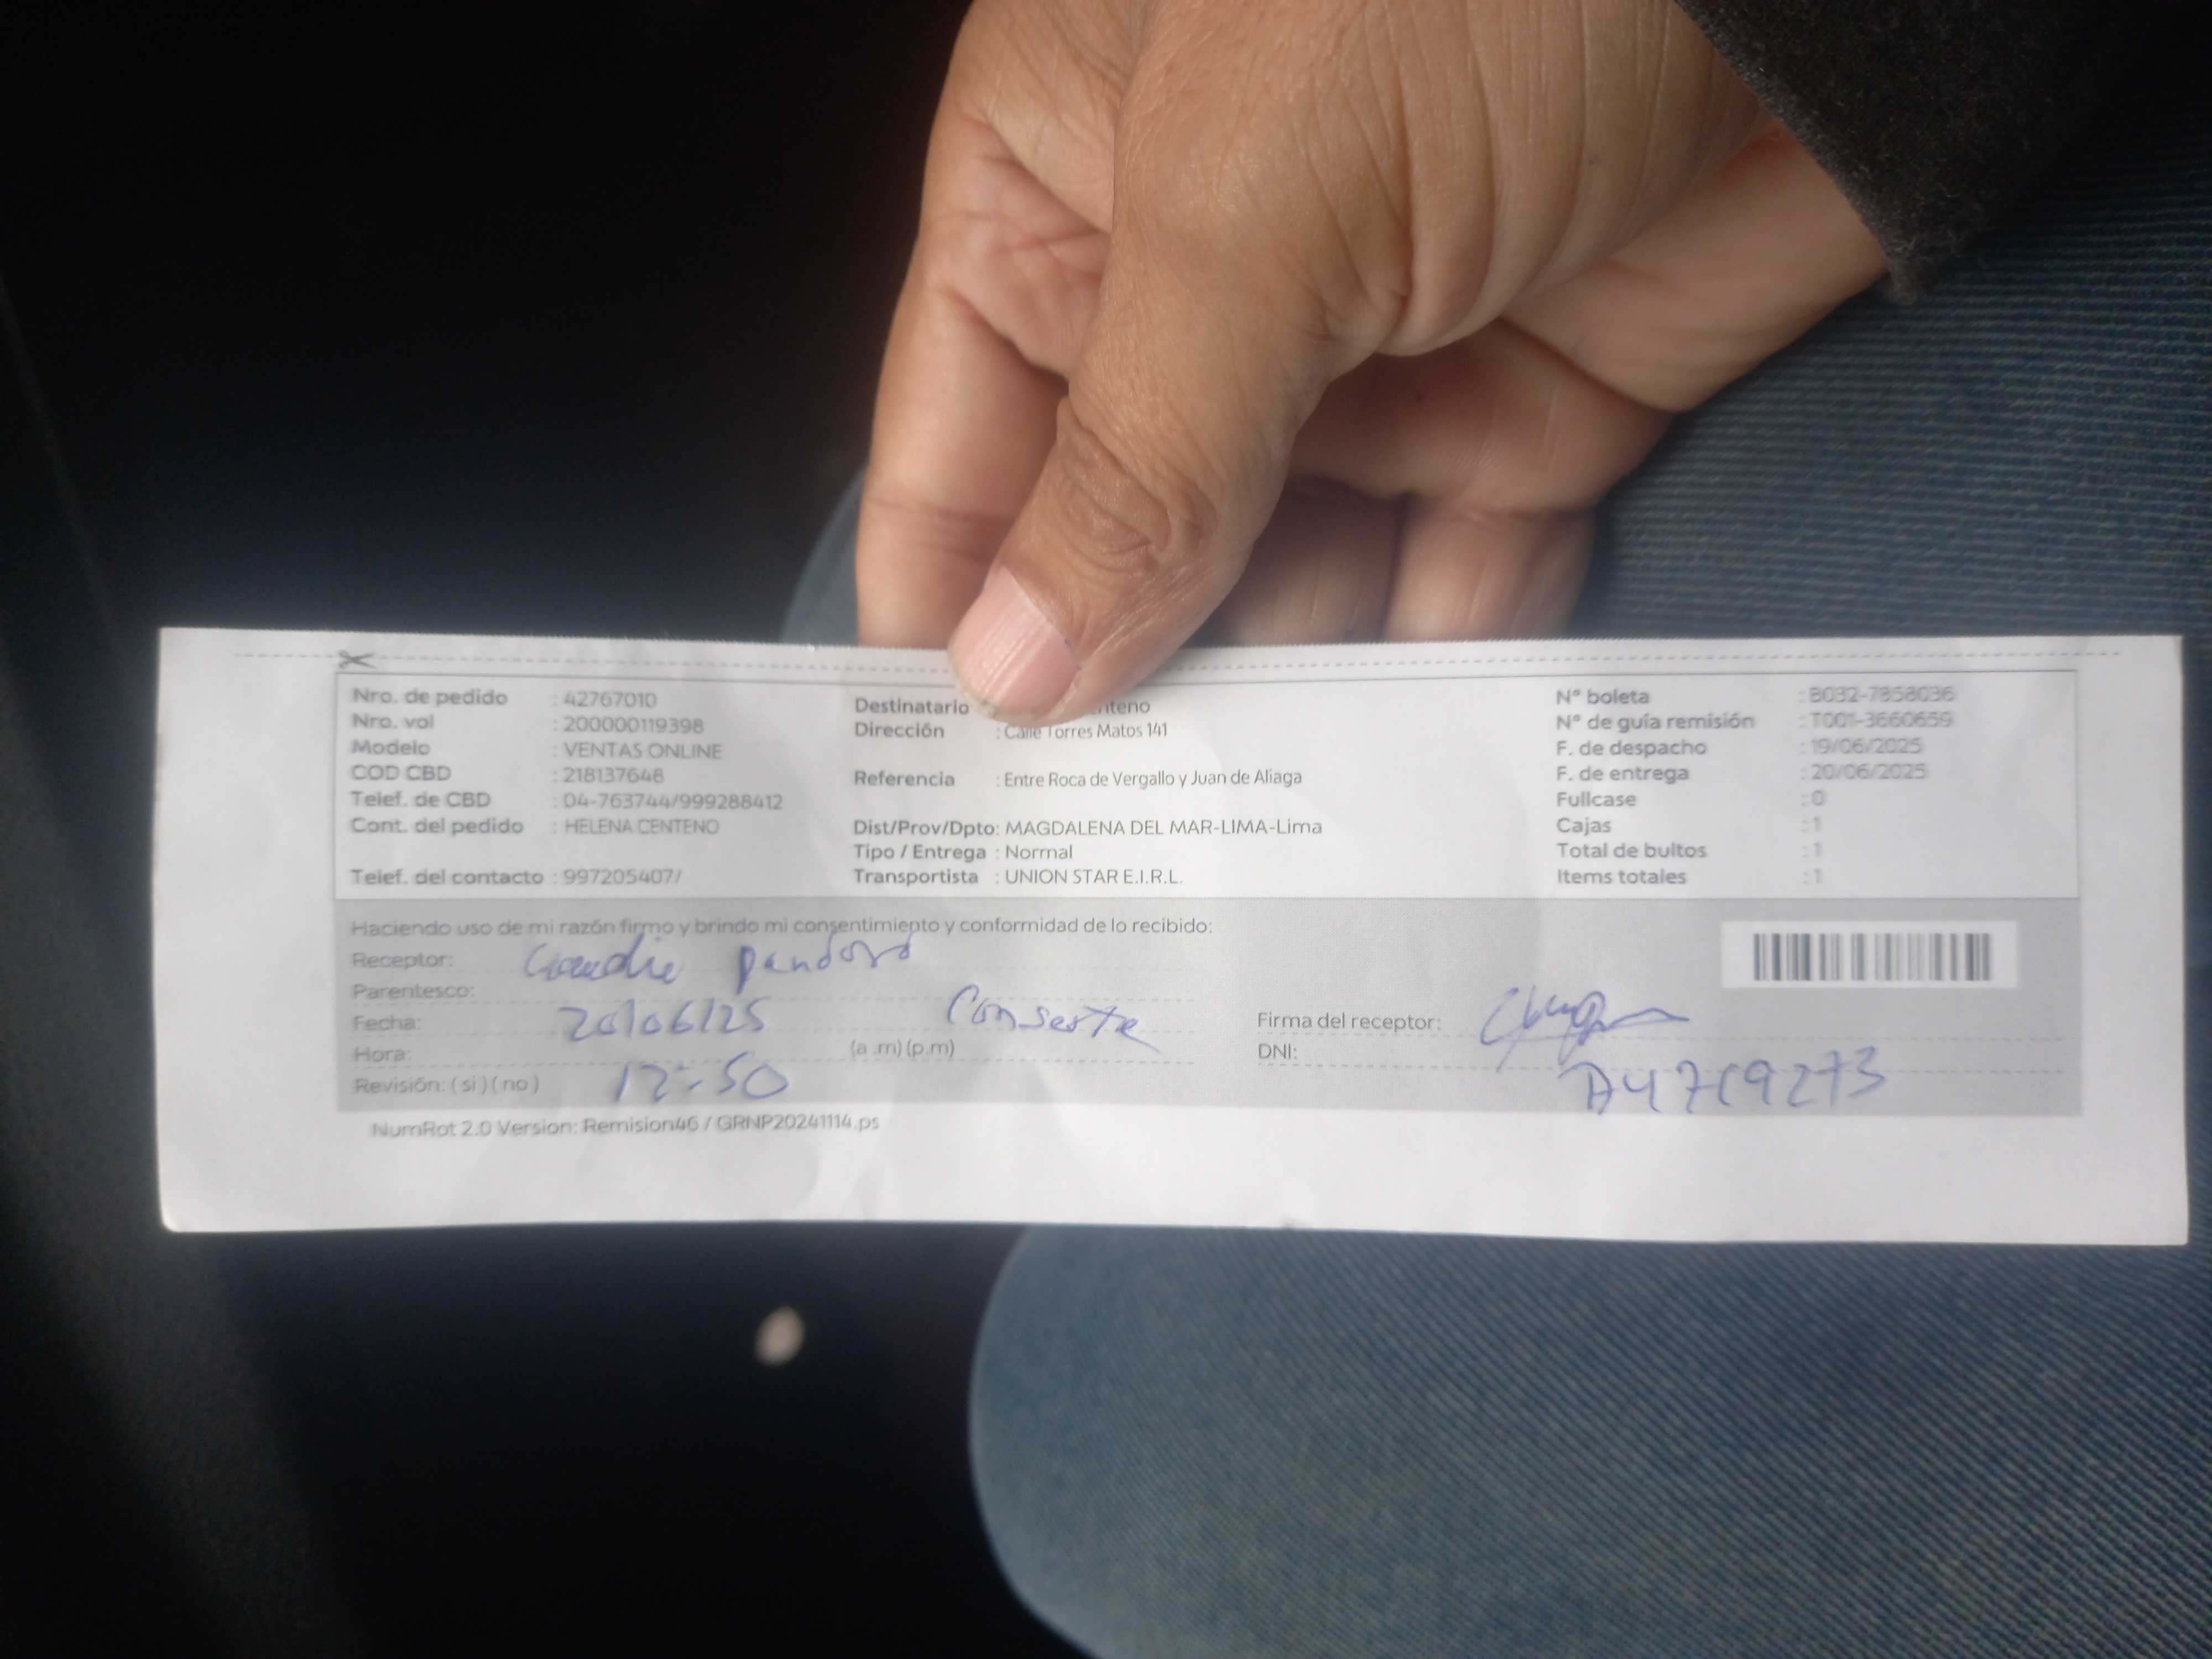 Nro. de pedido : 42767010
Nro. vol : 200000119398
Modelo : VENTAS ONLINE
COD CBD : 218137648
Telef. de CBD : 04-763744/999288412
Cont. del pedido : HELENA CENTENO
Telef. del contacto : 997205407/
Destinatario nteno
Dirección : Calle Torres Matos 141
Referencia : Entre Roca de Vergallo y Juan de Aliaga
Dist/Prov/Dpto: MAGDALENA DEL MAR-LIMA-Lima
Tipo / Entrega : Normal
Transportista : UNION STAR E.I.R.L.
N° boleta : B032-7858036
N° de guía remisión : T001-3660659
F. de despacho : 19/06/2025
F. de entrega : 20/06/2025
Fullcase : 0
Cajas : 1
Total de bultos : 1
Items totales : 1
Haciendo uso de mi razón firmo y brindo mi consentimiento y conformidad de lo recibido:
Receptor:
Parentesco:
Fecha: 20/06/25
Hora: 12:50 (a .m) (p.m)
Revisión: ( si ) ( no )
Firma del receptor:
DNI:
NumRot 2.0 Version: Remision46 / GRNP20241114.ps